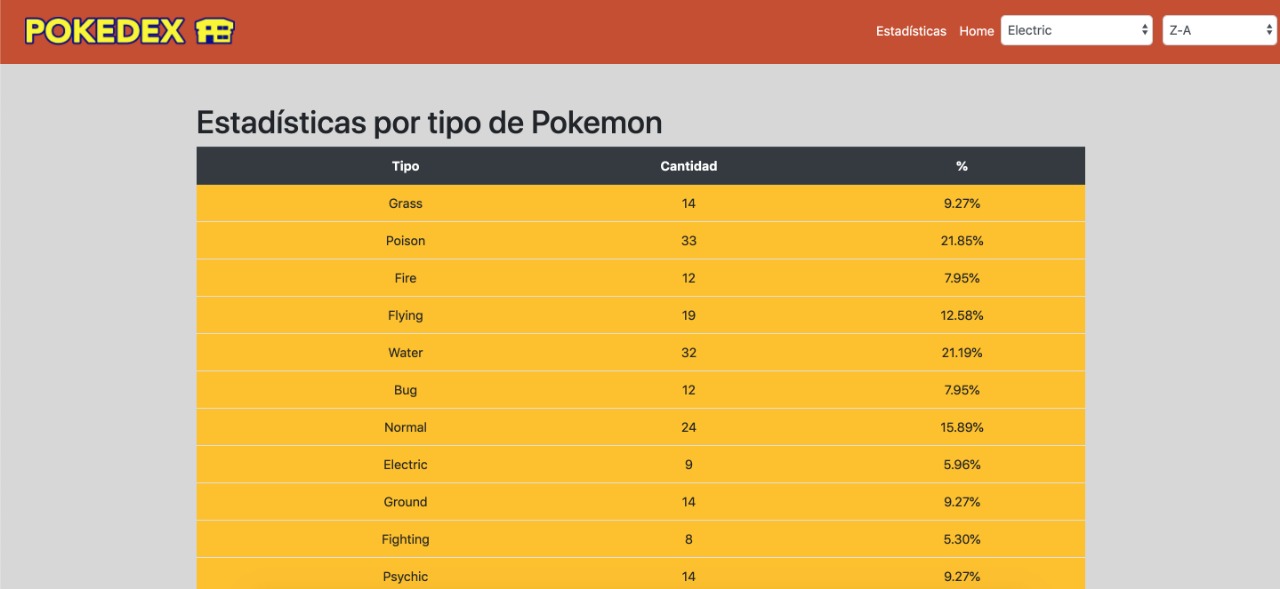 POKEDEX
Estadísticas Home Electric Z-A
Estadísticas por tipo de Pokemon
Tipo Cantidad %
Grass 14 9.27%
Poison 33 21.85%
Fire 12 7.95%
Flying 19 12.58%
Water 32 21.19%
Bug 12 7.95%
Normal 24 15.89%
Electric 9 5.96%
Ground 14 9.27%
Fighting 8 5.30%
Psychic 14 9.27%